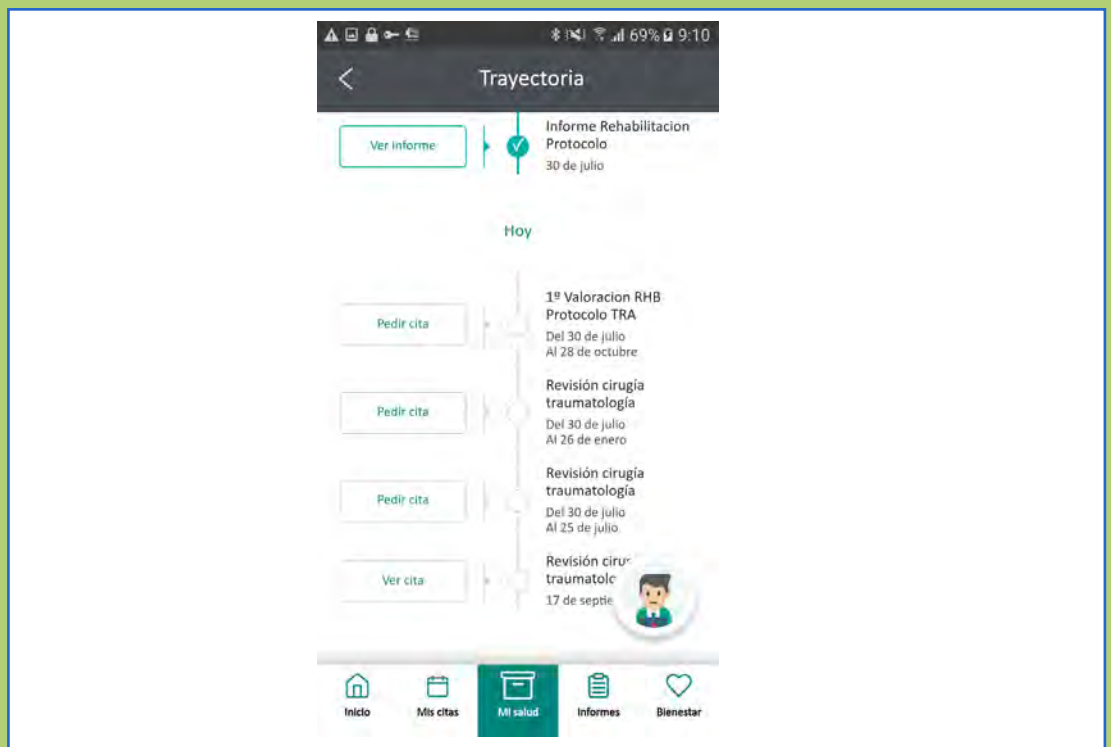 69% 9:10
Trayectoria
Ver informe
Informe Rehabilitacion
Protocolo
30 de julio
Hoy
Pedir cita
1º Valoracion RHB
Protocolo TRA
Del 30 de julio
Al 28 de octubre
Pedir cita
Revisión cirugía
traumatología
Del 30 de julio
Al 26 de enero
Pedir cita
Revisión cirugía
traumatología
Del 30 de julio
Al 25 de julio
Ver cita
Revisión
17 de
Inicio
Mis citas
Mi salud
Informes
Bienestar